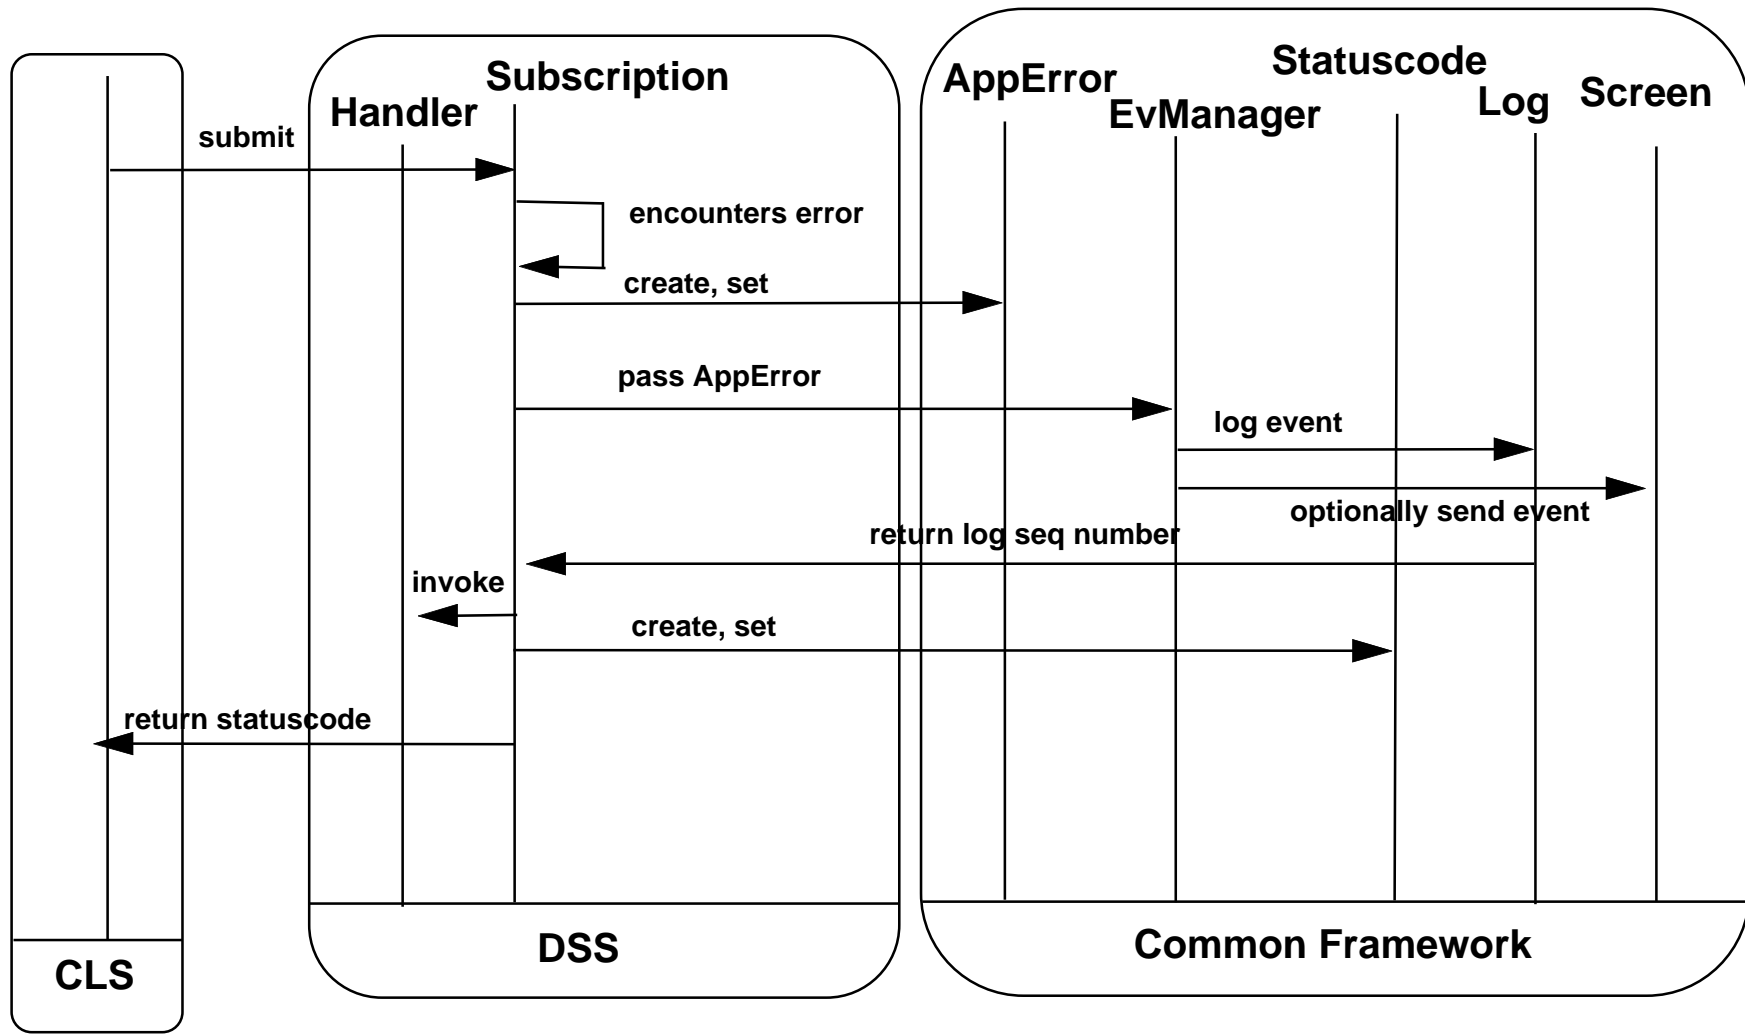 Statuscode
Subscription
AppError
Screen
Log
Handler
EvManager
submit
encounters error
create, set
pass AppError
log event
optionally send event
return log seq number
invoke
create, set
return statuscode
DSS
Common Framework
CLS